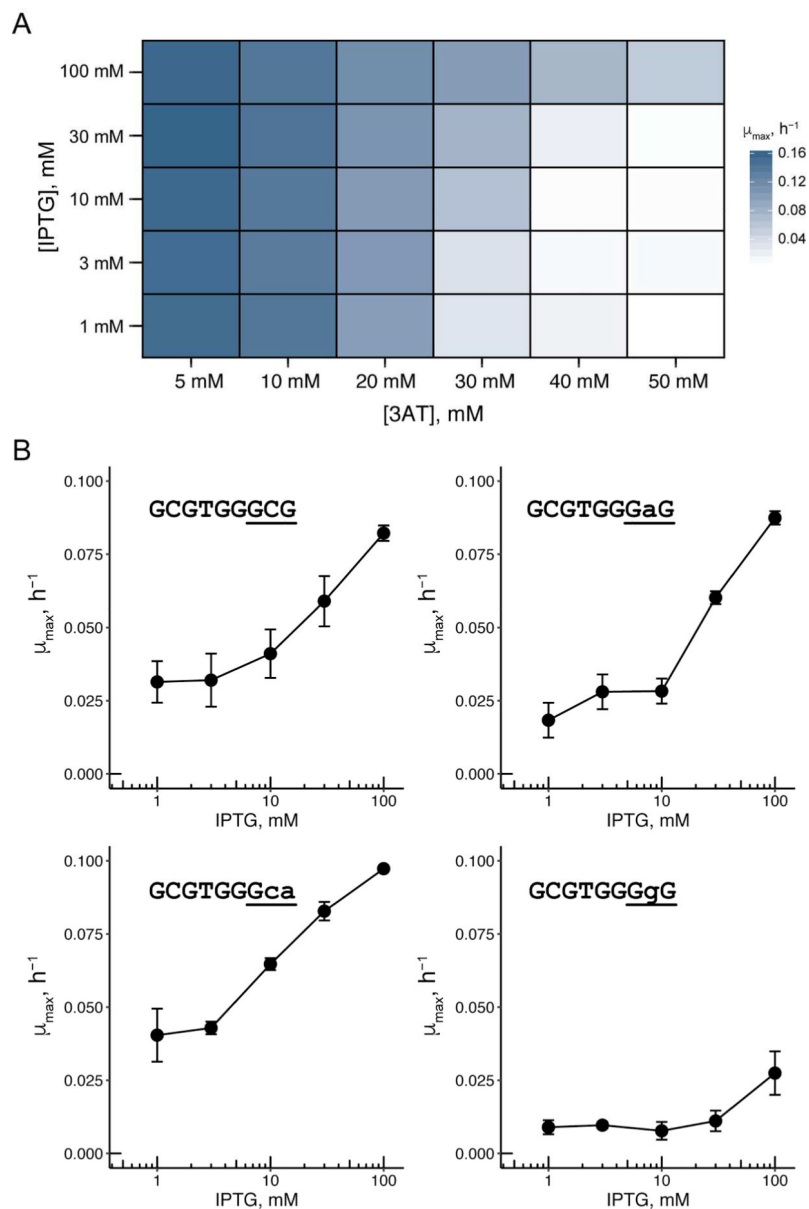 A
100 mM
30 mM
10 mM
3 mM
1 mM
[IPTG], mM
5 mM 10 mM 20 mM 30 mM 40 mM 50 mM
[3AT], mM
μmax, h⁻¹
0.16
0.12
0.08
0.04
B
GCGTGGGCG
0.100
0.075
0.050
0.025
0.000
μmax, h⁻¹
1 10 100
IPTG, mM
GCGTGGGaG
0.100
0.075
0.050
0.025
0.000
μmax, h⁻¹
1 10 100
IPTG, mM
GCGTGGGca
0.100
0.075
0.050
0.025
0.000
μmax, h⁻¹
1 10 100
IPTG, mM
GCGTGGGgG
0.100
0.075
0.050
0.025
0.000
μmax, h⁻¹
1 10 100
IPTG, mM